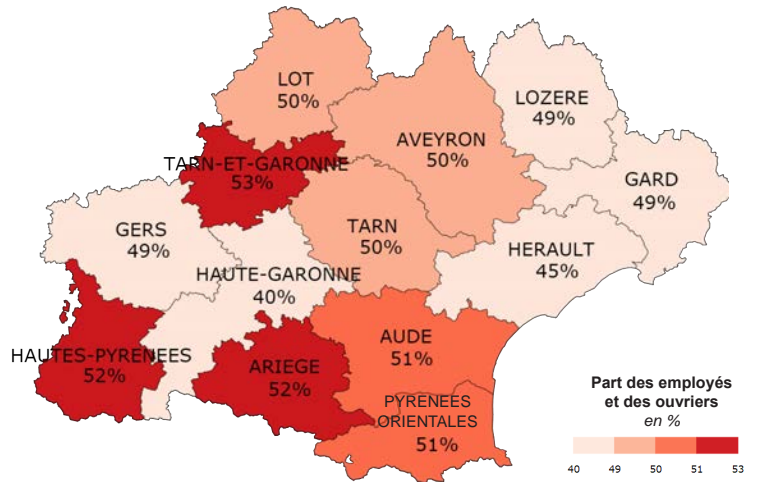 LOT
50%
LOZERE
49%
AVEYRON
50%
TARN-ET-GARONNE
53%
GARD
49%
GERS
49%
TARN
50%
HERAULT
45%
HAUTE-GARONNE
40%
HAUTES-PYRENEES
52%
ARIEGE
52%
AUDE
51%
PYRENEES
ORIENTALES
51%
Part des employés
et des ouvriers
en %
40 49 50 51 53